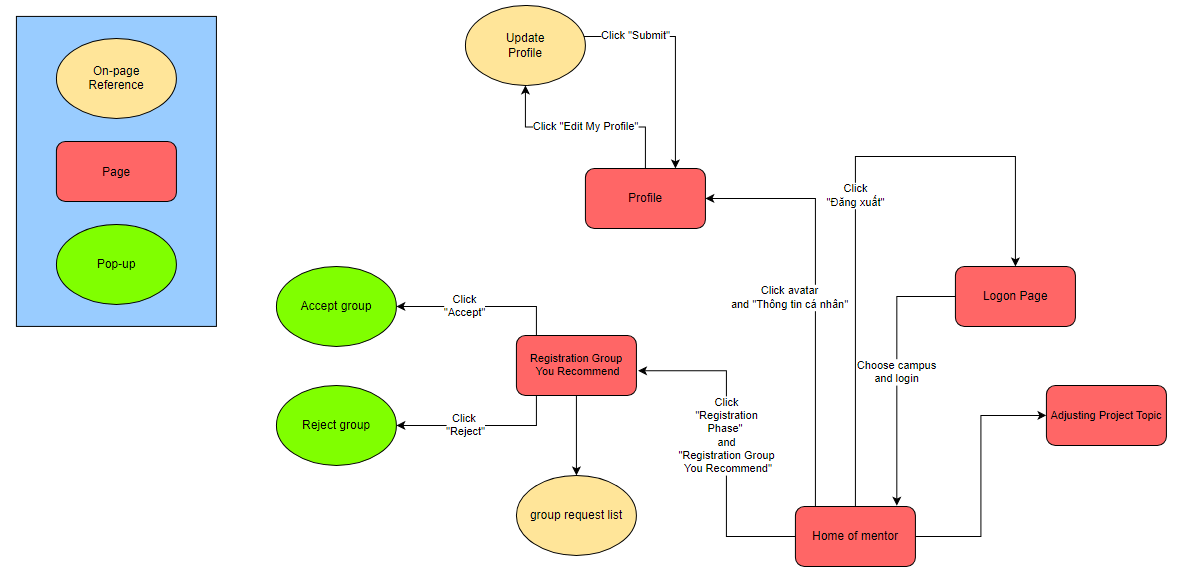 On-page
Reference
Page
Pop-up
Update
Profile
Click "Submit"
Click "Edit My Profile"
Profile
Click
"Đăng xuất"
Click avatar
and "Thông tin cá nhân"
Logon Page
Choose campus
and login
Accept group
Click
"Accept"
Registration Group
You Recommend
Reject group
Click
"Reject"
group request list
Click
"Registration
Phase"
and
"Registration Group
You Recommend"
Adjusting Project Topic
Home of mentor